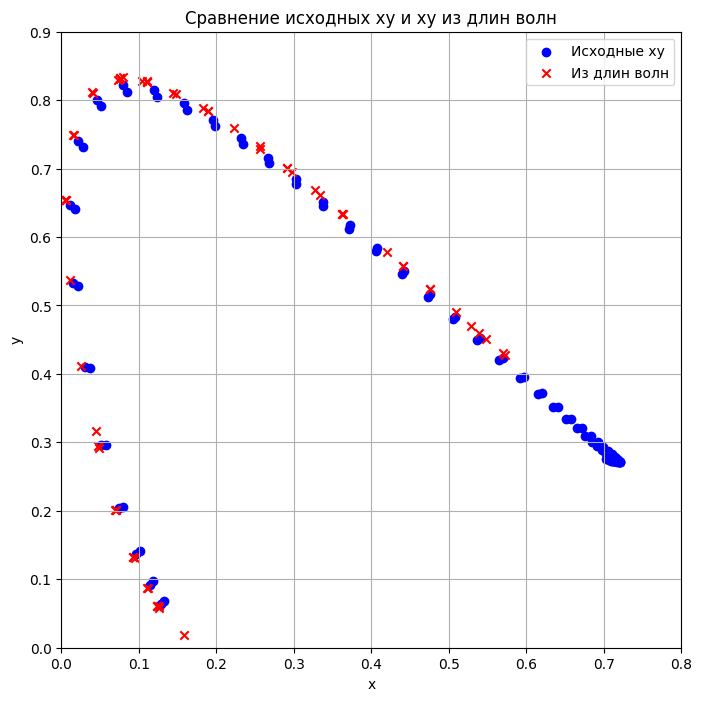 Сравнение исходных xy и xy из длин волн
Исходные xy
Из длин волн
y
0.9
0.8
0.7
0.6
0.5
0.4
0.3
0.2
0.1
0.0
0.0 0.1 0.2 0.3 0.4 0.5 0.6 0.7 0.8
x